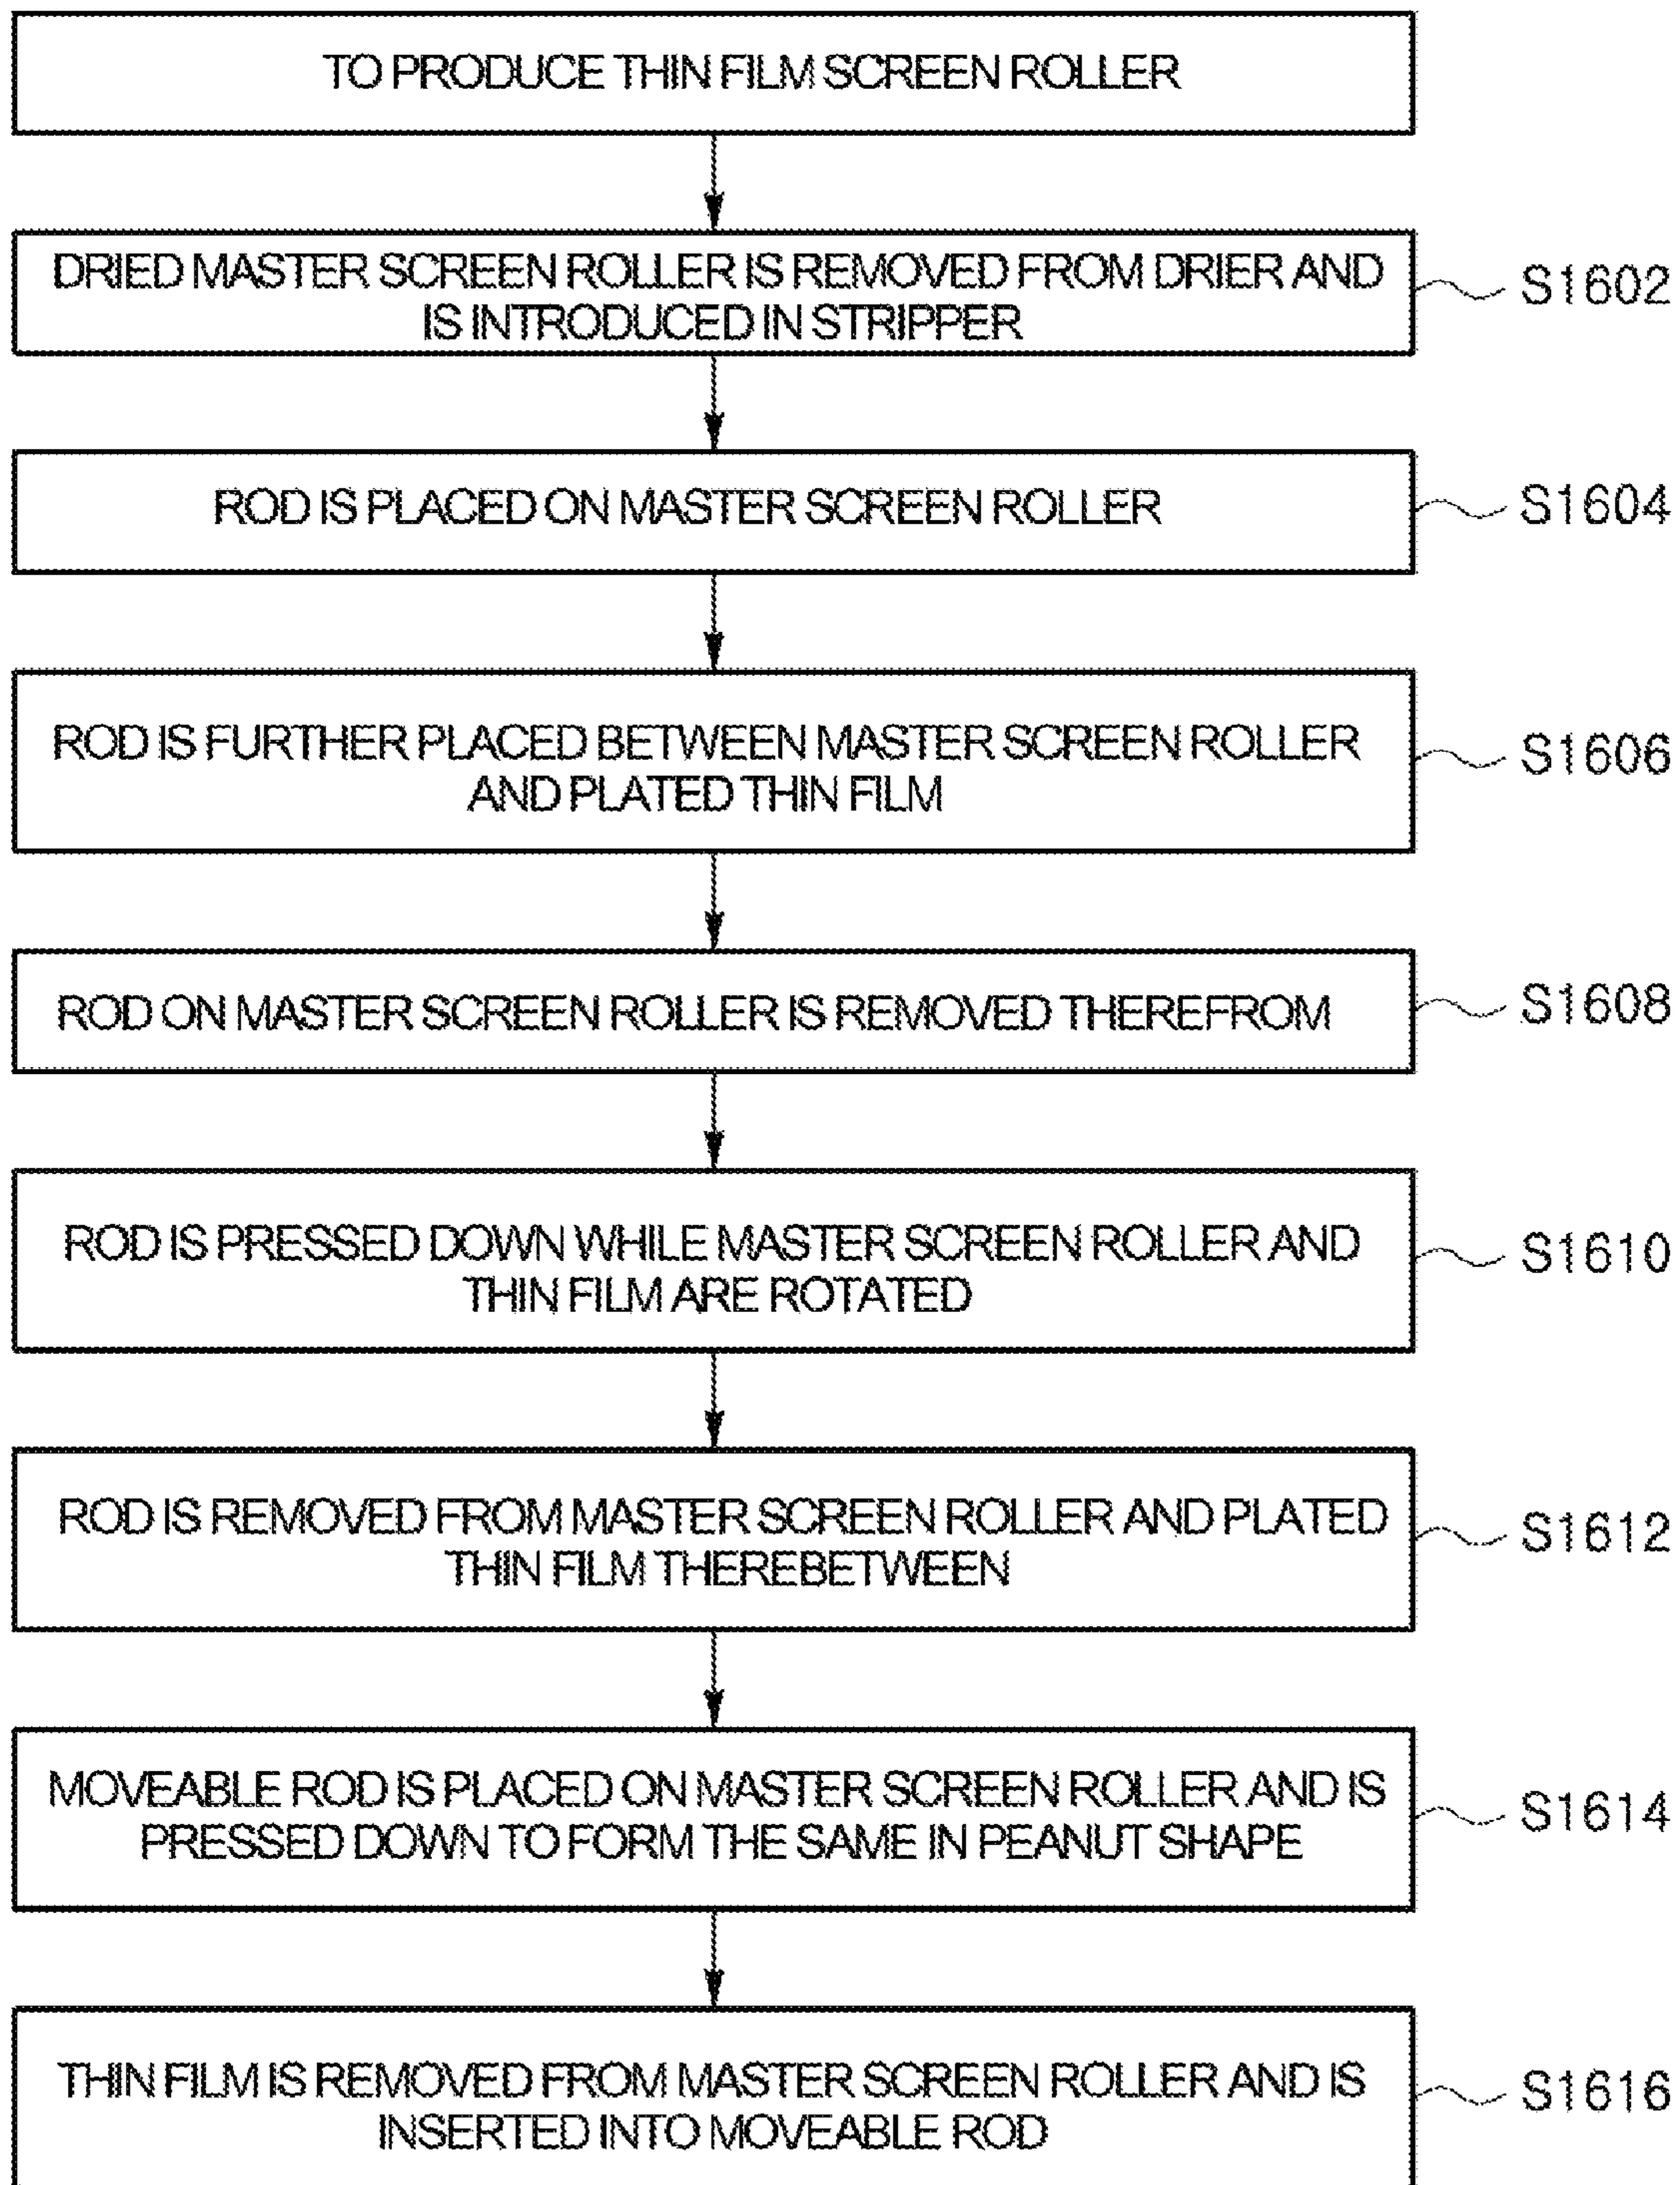 TO PRODUCE THIN FILM SCREEN ROLLER
DRIED MASTER SCREEN ROLLER IS REMOVED FROM DRIER AND
IS INTRODUCED IN STRIPPER
S1602
ROD IS PLACED ON MASTER SCREEN ROLLER
S1604
ROD IS FURTHER PLACED BETWEEN MASTER SCREEN ROLLER
AND PLATED THIN FILM
S1606
ROD ON MASTER SCREEN ROLLER IS REMOVED THEREFROM
S1608
ROD IS PRESSED DOWN WHILE MASTER SCREEN ROLLER AND
THIN FILM ARE ROTATED
S1610
ROD IS REMOVED FROM MASTER SCREEN ROLLER AND PLATED
THIN FILM THEREBETWEEN
S1612
MOVEABLE ROD IS PLACED ON MASTER SCREEN ROLLER AND IS
PRESSED DOWN TO FORM THE SAME IN PEANUT SHAPE
S1614
THIN FILM IS REMOVED FROM MASTER SCREEN ROLLER AND IS
INSERTED INTO MOVEABLE ROD
S1616